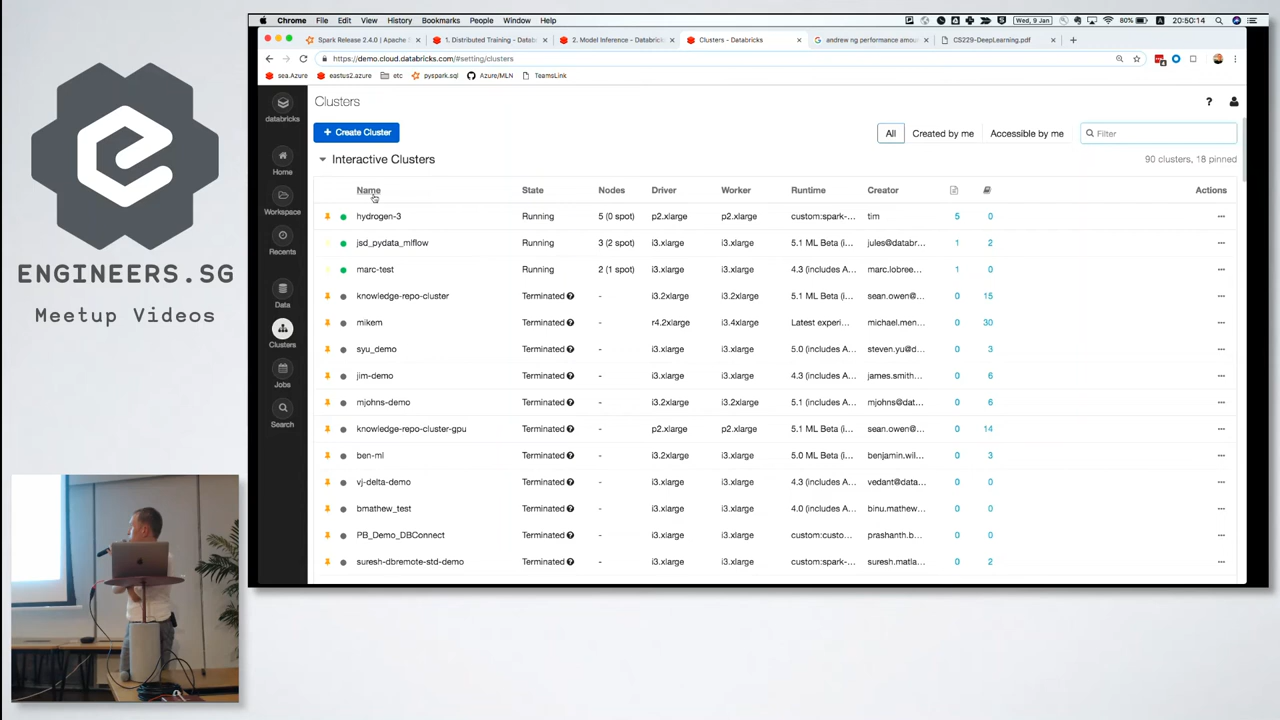 Chrome File Edit View History Bookmarks People Window Help
Wed, 9 Jan 80% A 20:50:14
Spark Release 2.4.0 | Apache
1. Distributed Training - Databric
2. Model Inference - Databricks
Clusters - Databricks
andrew ng performance amou
CS229-DeepLearning.pdf
https://demo.cloud.databricks.com/#setting/clusters
sea.Azure eastus2.azure etc pyspark.sql Azure/MLN TeamsLink
databricks
Home
Workspace
Recents
Data
Clusters
Jobs
Search
Clusters
?
+ Create Cluster
All Created by me Accessible by me Filter
Interactive Clusters
90 clusters, 18 pinned
Name State Nodes Driver Worker Runtime Creator Actions
hydrogen-3 Running 5 (0 spot) p2.xlarge p2.xlarge custom:spark-... tim 5 0 ...
jsd_pydata_mlflow Running 3 (2 spot) i3.xlarge i3.xlarge 5.1 ML Beta (i... jules@databr... 1 2 ...
marc-test Running 2 (1 spot) i3.xlarge i3.xlarge 4.3 (includes A... marc.lobree... 1 0 ...
knowledge-repo-cluster Terminated - i3.2xlarge i3.2xlarge 5.1 ML Beta (i... sean.owen@... 0 15 ...
mikem Terminated - r4.2xlarge i3.4xlarge Latest experi... michael.men... 0 30 ...
syu_demo Terminated - i3.xlarge i3.xlarge 5.0 (includes A... steven.yu@d... 0 3 ...
jim-demo Terminated - i3.xlarge i3.xlarge 4.3 (includes A... james.smith... 0 6 ...
mjohns-demo Terminated - i3.2xlarge i3.2xlarge 5.1 (includes A... mjohns@dat... 0 6 ...
knowledge-repo-cluster-gpu Terminated - p2.xlarge p2.xlarge 5.1 ML Beta (i... sean.owen@... 0 14 ...
ben-ml Terminated - i3.2xlarge i3.xlarge 5.0 ML Beta (i... benjamin.wil... 0 3 ...
vj-delta-demo Terminated - i3.xlarge i3.xlarge 4.3 (includes A... vedant@data... 0 0 ...
bmathew_test Terminated - i3.xlarge i3.xlarge 4.0 (includes A... binu.mathew... 0 0 ...
PB_Demo_DBConnect Terminated - i3.xlarge i3.xlarge custom:custo... prashanth.b... 0 0 ...
suresh-dbremote-std-demo Terminated - i3.xlarge i3.xlarge custom:spark-... suresh.matla... 0 2 ...
ENGINEERS.SG
Meetup Videos